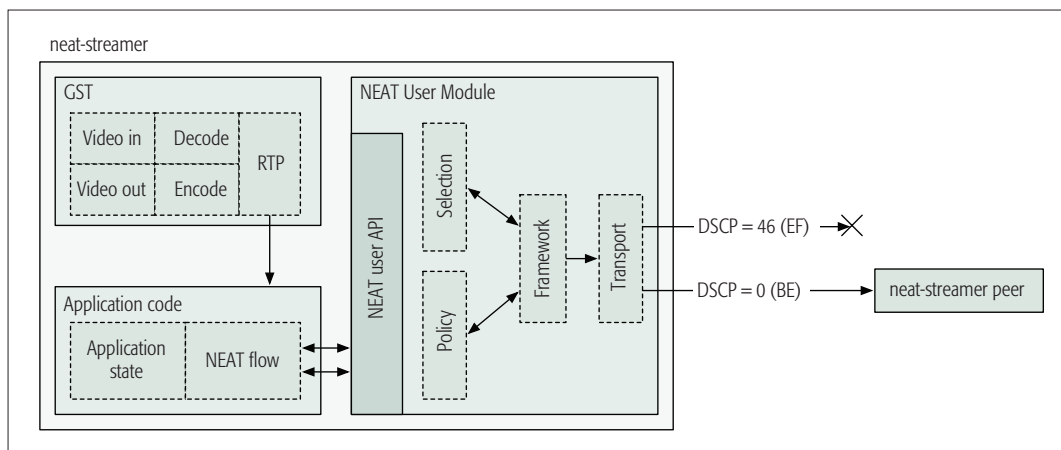 neat-streamer
GST
Video in
Decode
RTP
Video out
Encode
Application code
Application
state
NEAT flow
NEAT User Module
NEAT user API
Selection
Policy
Framework
Transport
DSCP = 46 (EF)
DSCP = 0 (BE)
neat-streamer peer